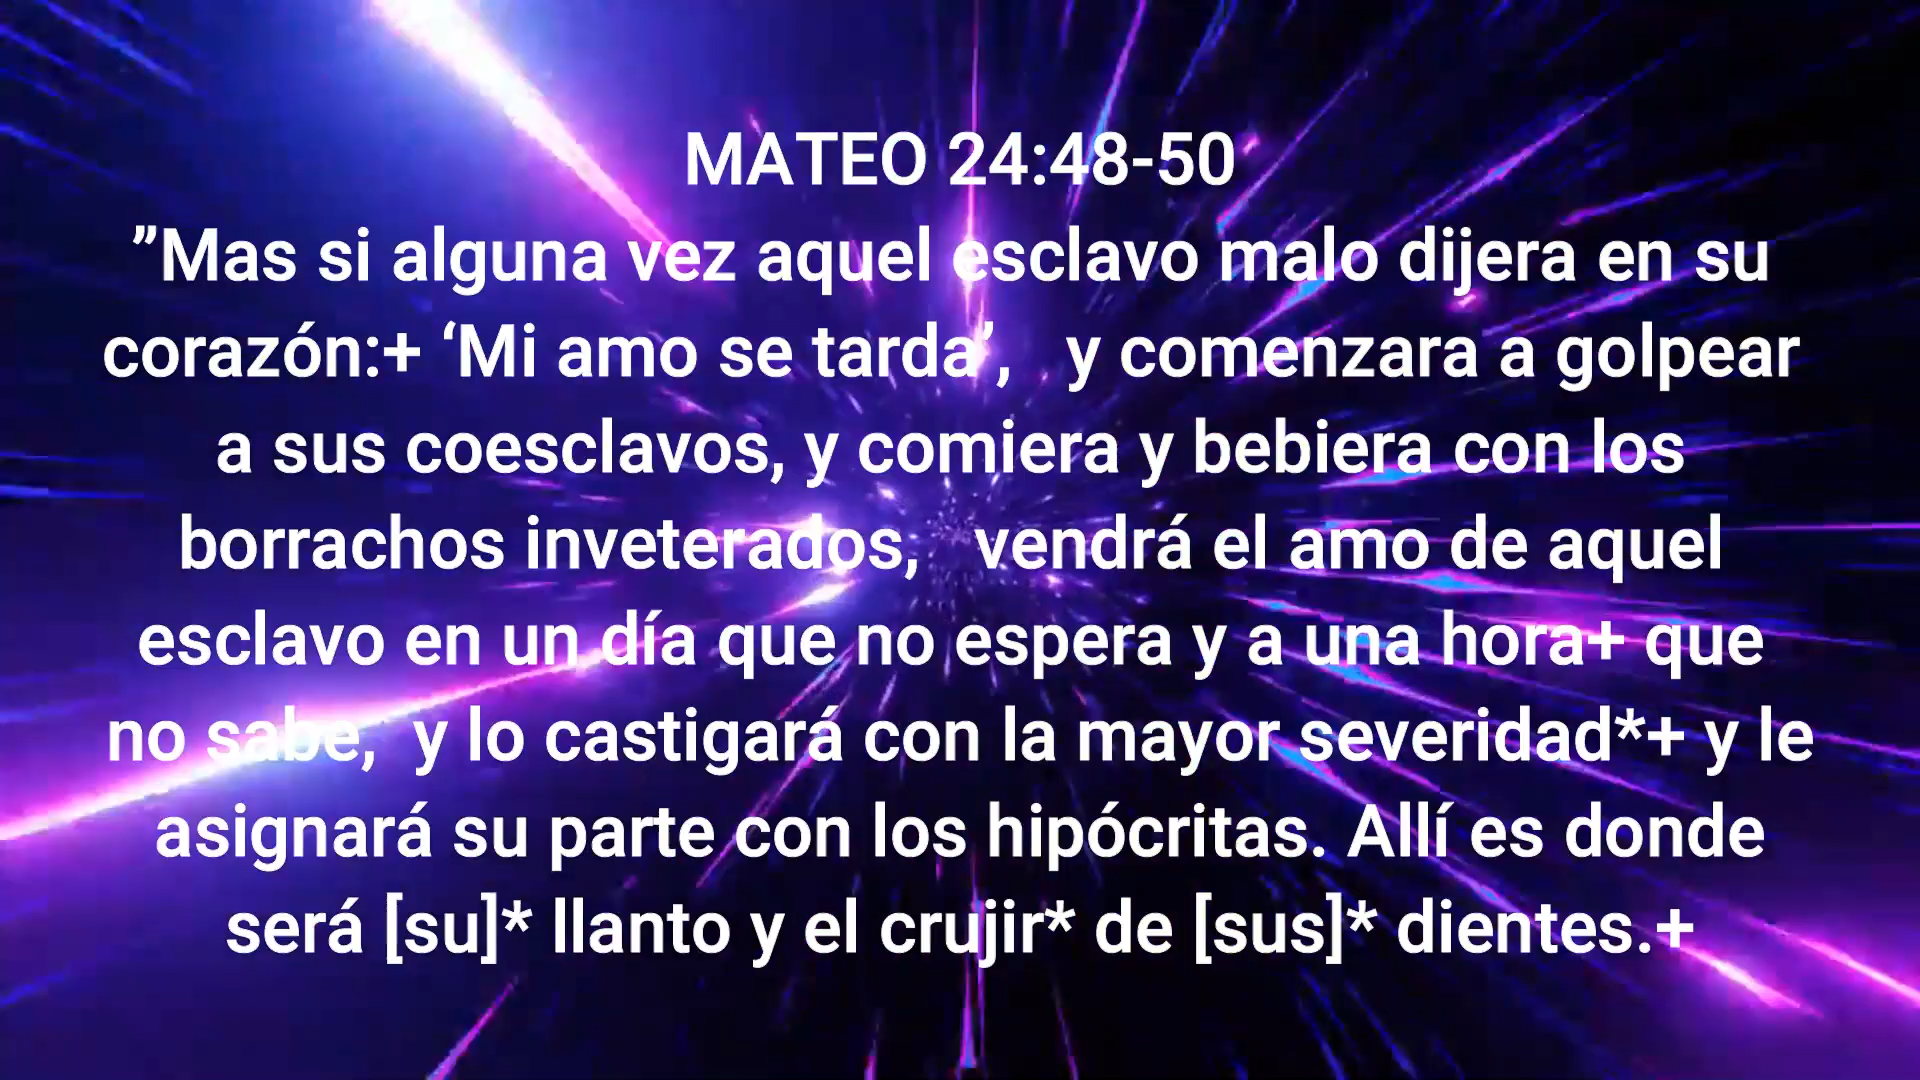 MATEO 24:48-50
”Mas si alguna vez aquel esclavo malo dijera en su
corazón:+ ‘Mi amo se tarda’,   y comenzara a golpear
a sus coesclavos, y comiera y bebiera con los
borrachos inveterados,   vendrá el amo de aquel
esclavo en un día que no espera y a una hora+ que
no sabe,  y lo castigará con la mayor severidad*+ y le
asignará su parte con los hipócritas. Allí es donde
será [su]* llanto y el crujir* de [sus]* dientes.+